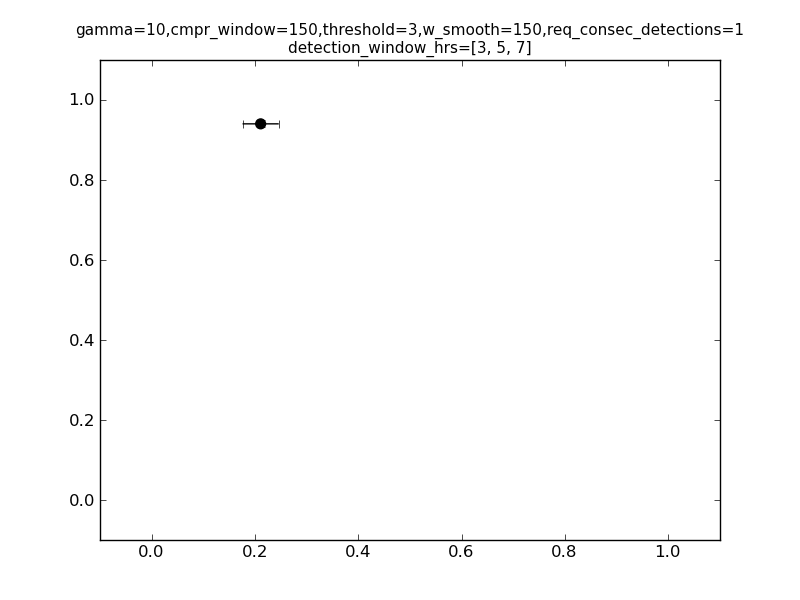 gamma=10,cmpr_window=150,threshold=3,w_smooth=150,req_consec_detections=1
detection_window_hrs=[3, 5, 7]
1.0
0.8
0.6
0.4
0.2
0.0
0.0 0.2 0.4 0.6 0.8 1.0